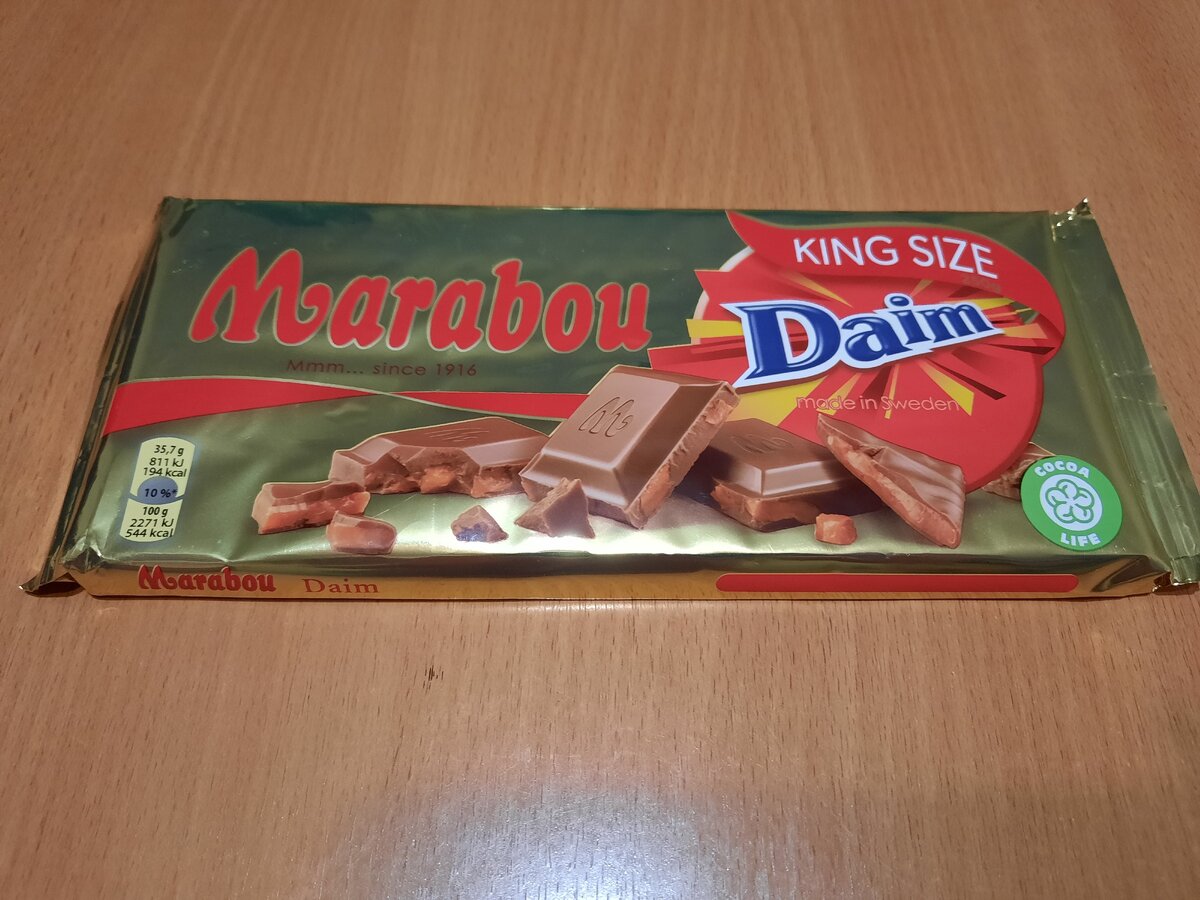 Marabou
Mmm... since 1916
KING SIZE
Daim
made in Sweden
35,7 g
811 kJ
194 kcal
10 %*
100 g
2271 kJ
544 kcal
COCOA
LIFE
Marabou Daim